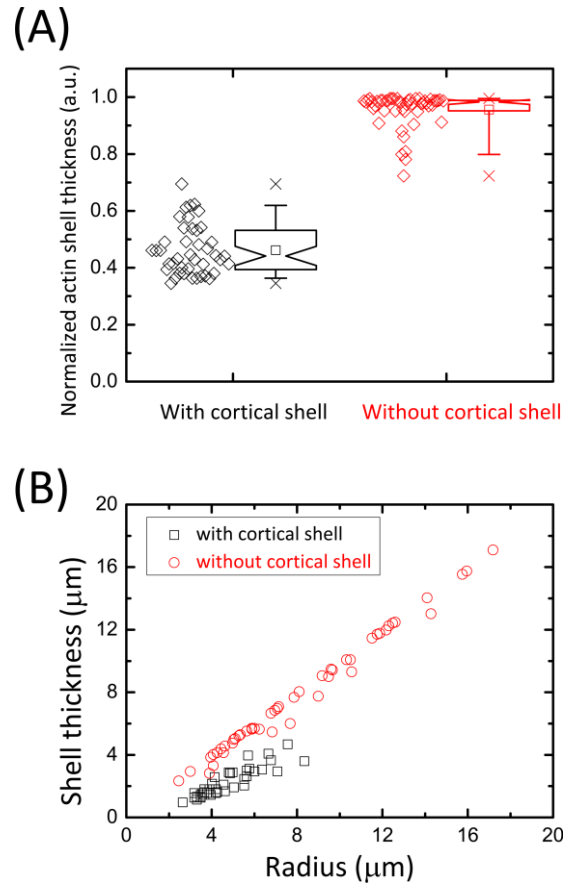 (A)
Normalized actin shell thickness (a.u.)
1.0
0.8
0.6
0.4
0.2
0.0
With cortical shell
Without cortical shell
(B)
Shell thickness (μm)
20
16
12
8
4
0
with cortical shell
without cortical shell
0 4 8 12 16 20
Radius (μm)